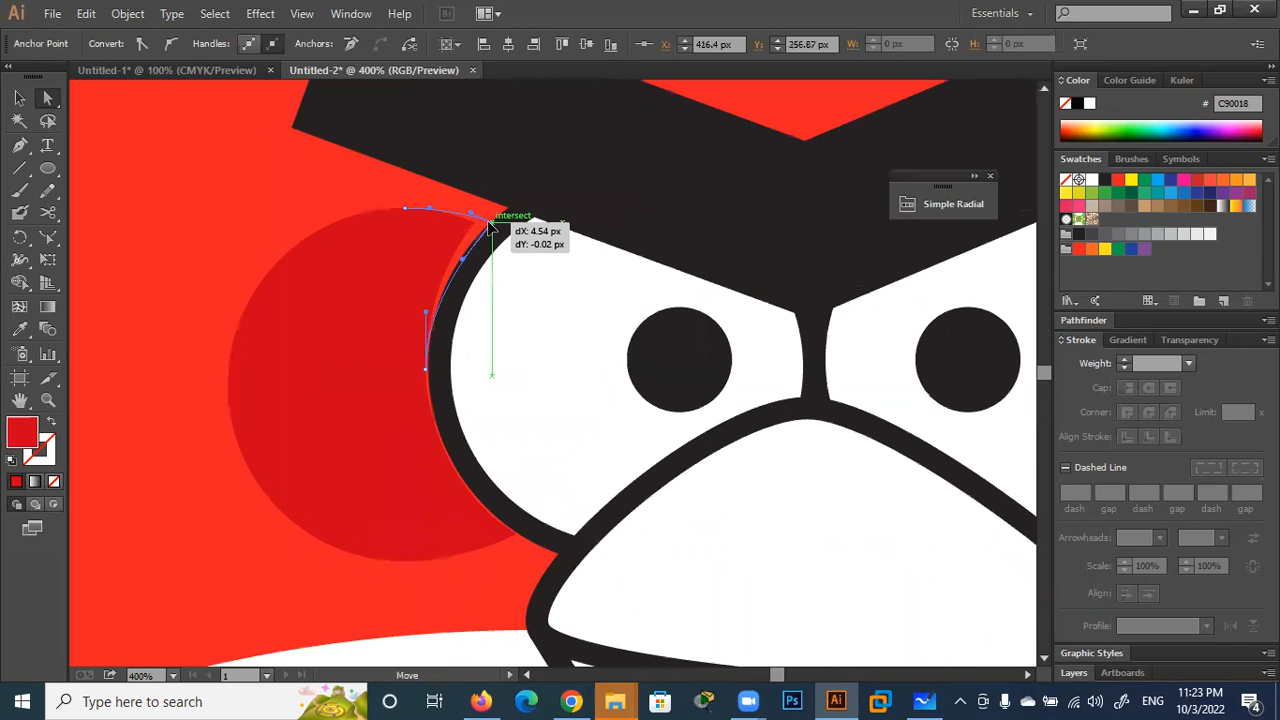 Ai File Edit Object Type Select Effect View Window Help Br Essentials
Anchor Point Convert: Handles: Anchors: X: 416.4 px Y: 256.87 px W: 0 px H: 0 px
Untitled-1* @ 100% (CMYK/Preview) × Untitled-2* @ 400% (RGB/Preview) ×
Color Color Guide Kuler
# C90018
Swatches Brushes Symbols
Simple Radial
intersect
dX: 4.54 px
dY: -0.02 px
Pathfinder
Stroke Gradient Transparency
Weight:
Cap:
Corner: Limit:
Align Stroke:
Dashed Line
dash gap dash gap dash gap
Arrowheads:
Scale: 100% 100%
Align:
Profile:
Graphic Styles
Layers Artboards
400% 1 Move
Type here to search
Ps Ai ENG 11:23 PM 10/3/2022 4